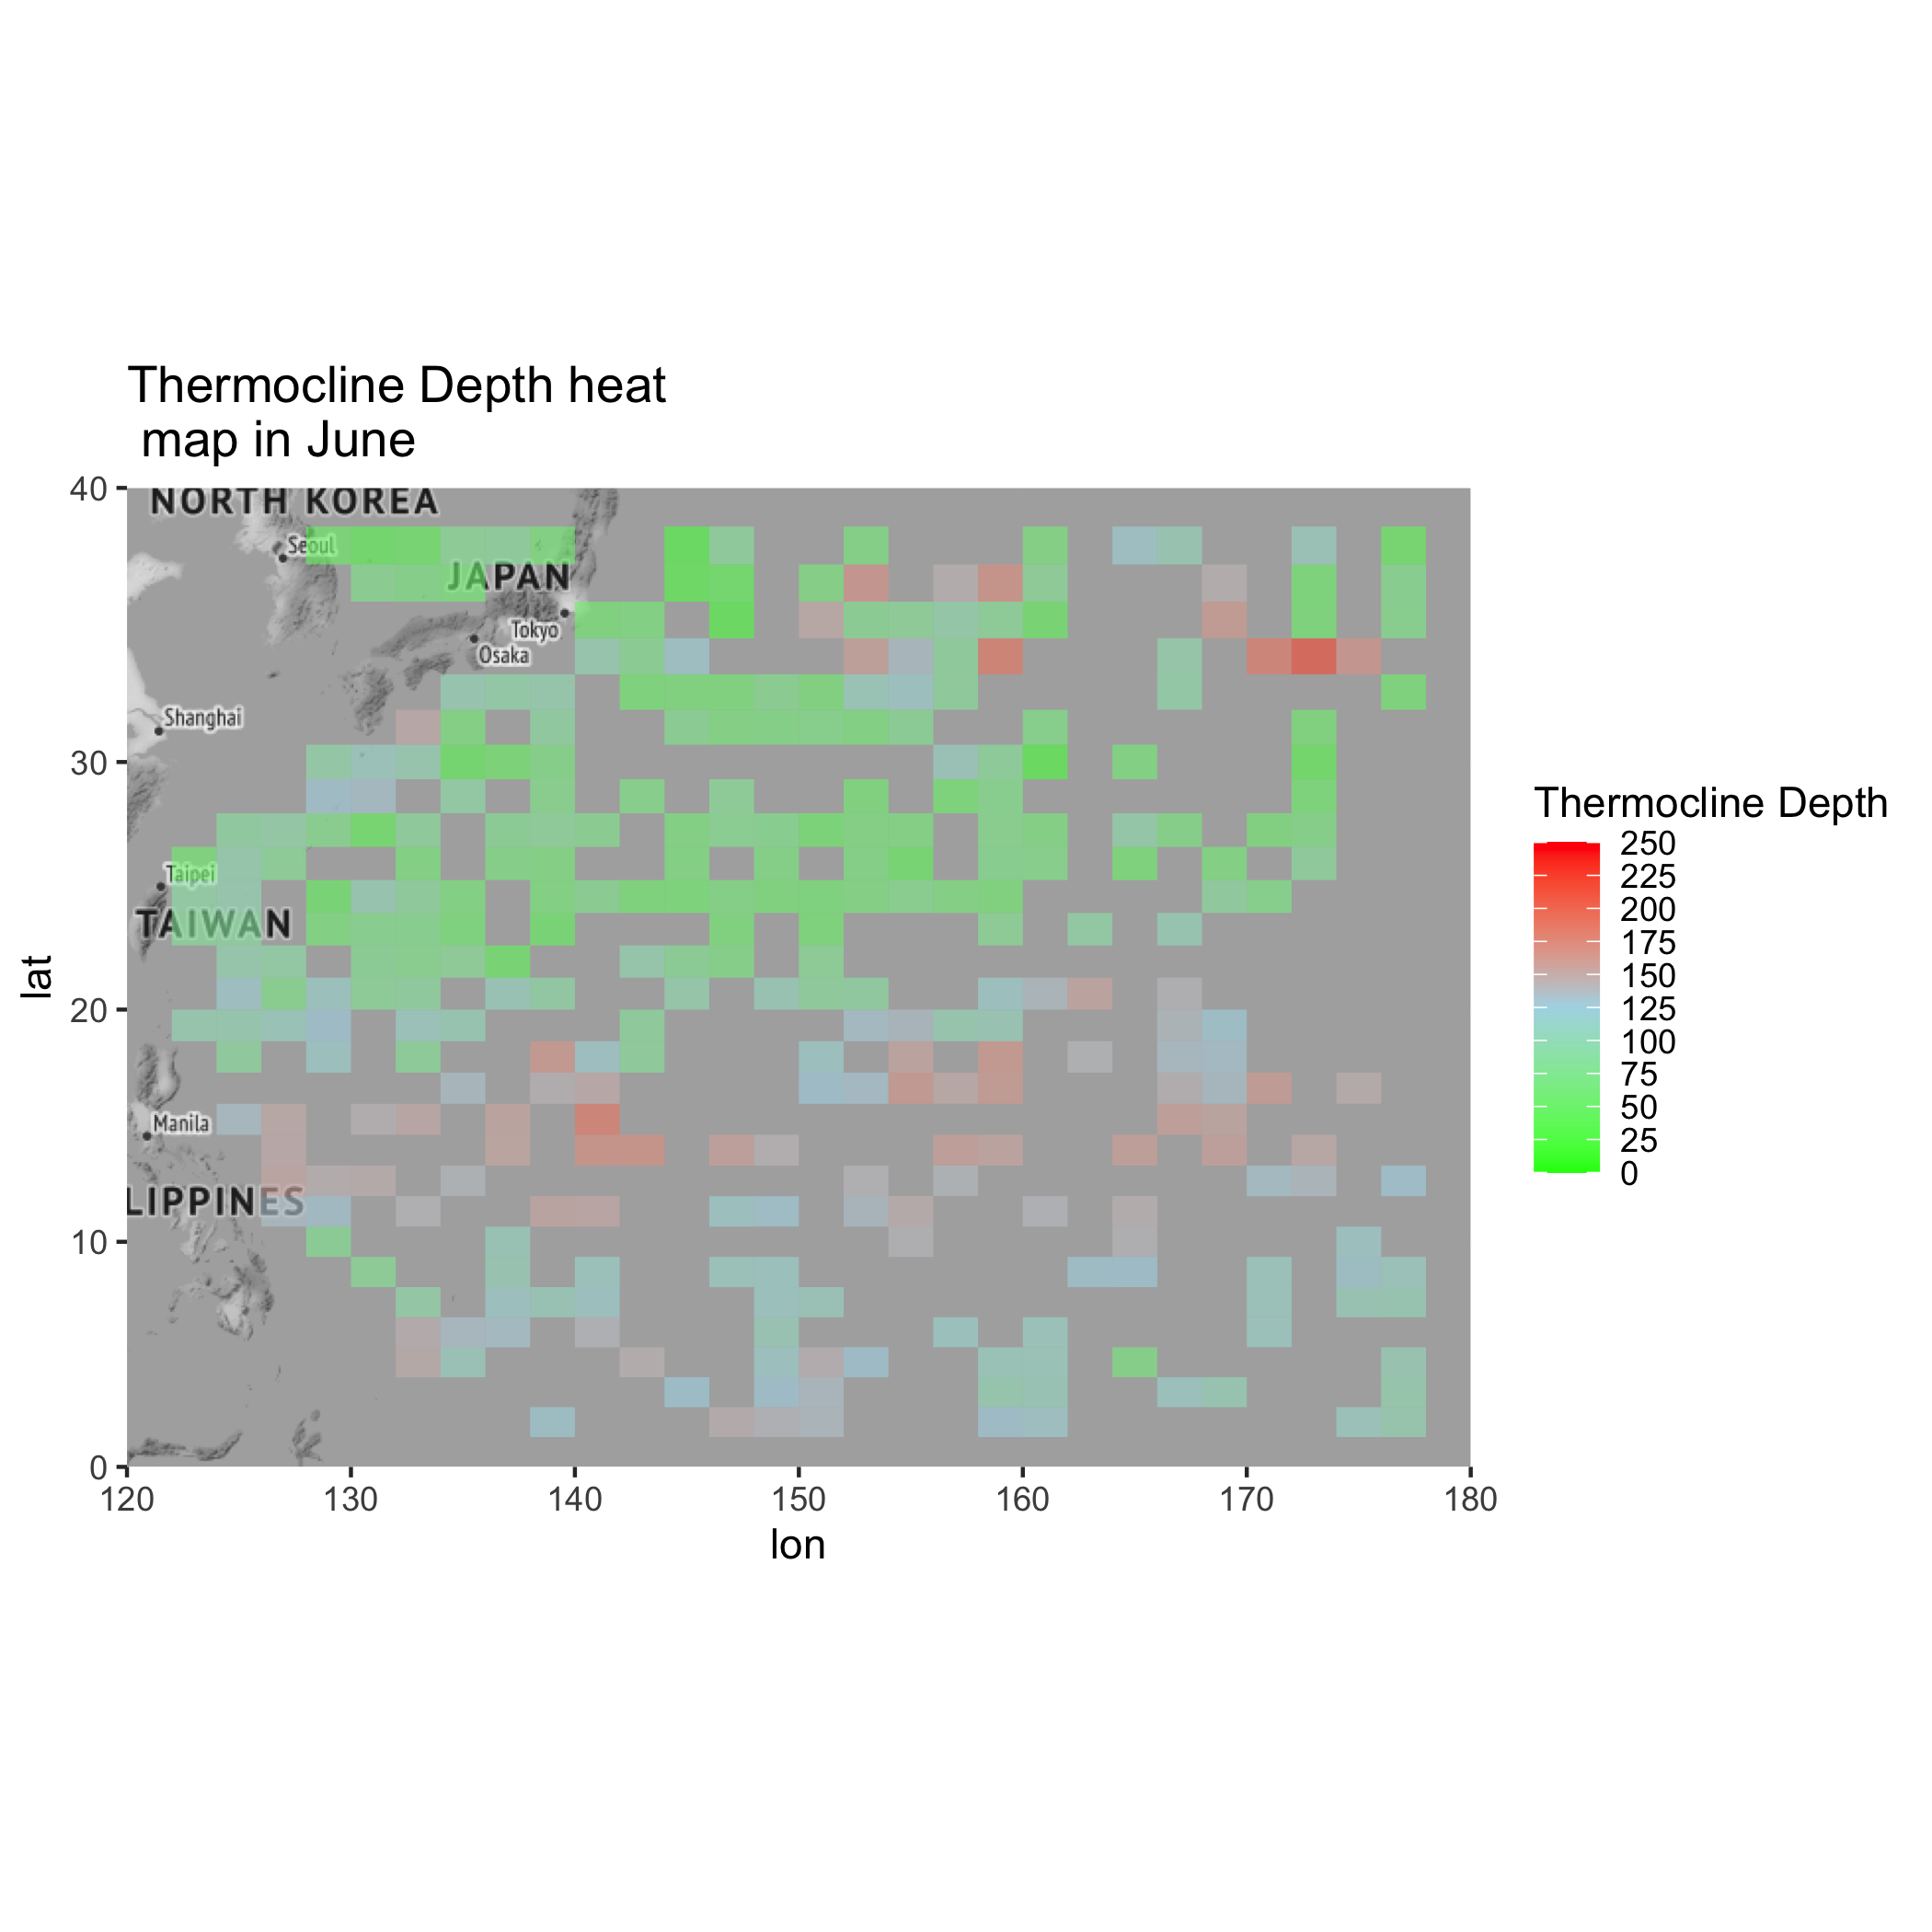 Thermocline Depth heat
map in June
40
30
20
10
0
lat
NORTH KOREA
Seoul
JAPAN
Tokyo
Osaka
Shanghai
Taipei
TAIWAN
Manila
LIPPINES
120 130 140 150 160 170 180
lon
Thermocline Depth
250
225
200
175
150
125
100
75
50
25
0